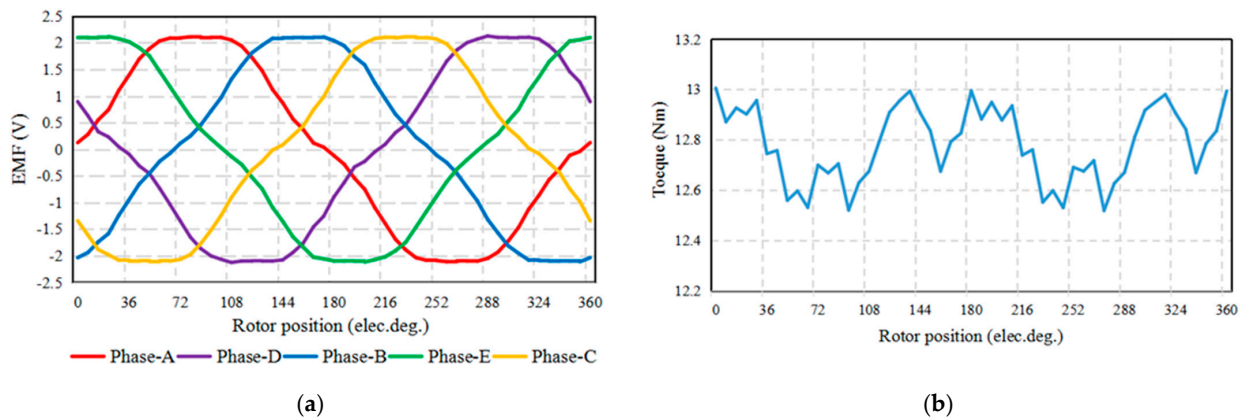 (a)
2.5
2
1.5
1
0.5
0
-0.5
-1
-1.5
-2
-2.5
EMF (V)
0 36 72 108 144 180 216 252 288 324 360
Rotor position (elec.deg.)
Phase-A Phase-D Phase-B Phase-E Phase-C
(a)
(b)
13.2
13
12.8
12.6
12.4
12.2
Tocque (Nm)
0 36 72 108 144 180 216 252 288 324 360
Rotor position (elec.deg.)
(b)